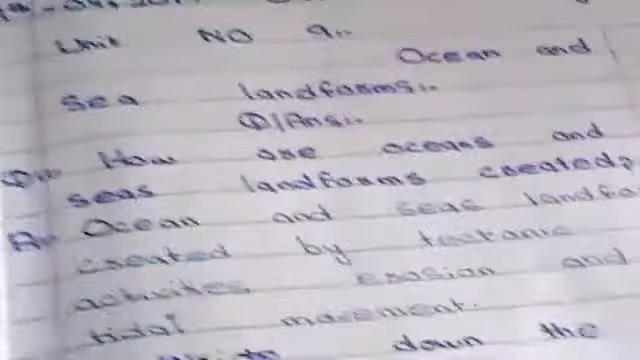 Unit NO 9:-
Ocean and
Sea landforms:-
Q/Ans:-
Q:- How are oceans and
seas landforms created?
A:- Ocean and seas landfo
created by tectonic
activites erosion and
tidal movement.
down the